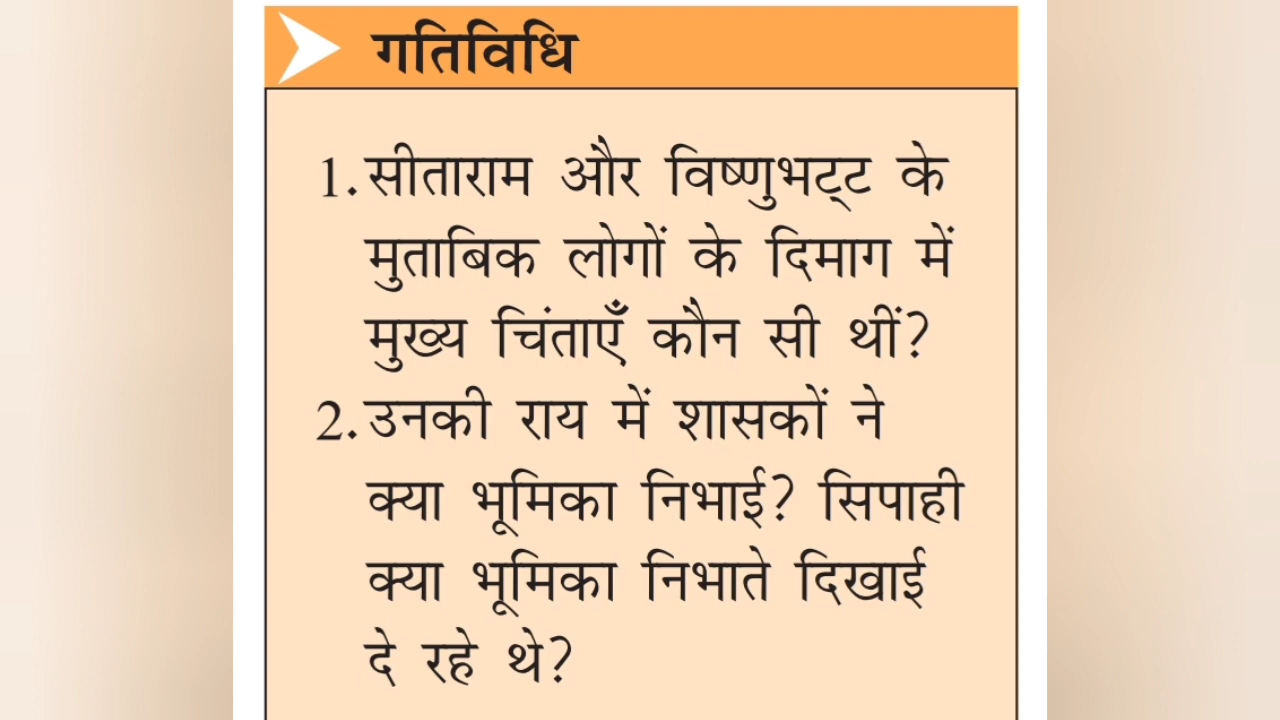 गतिविधि
1. सीताराम और विष्णुभट्ट के
मुताबिक लोगों के दिमाग में
मुख्य चिंताएँ कौन सी थीं?
2. उनकी राय में शासकों ने
क्या भूमिका निभाई? सिपाही
क्या भूमिका निभाते दिखाई
दे रहे थे?